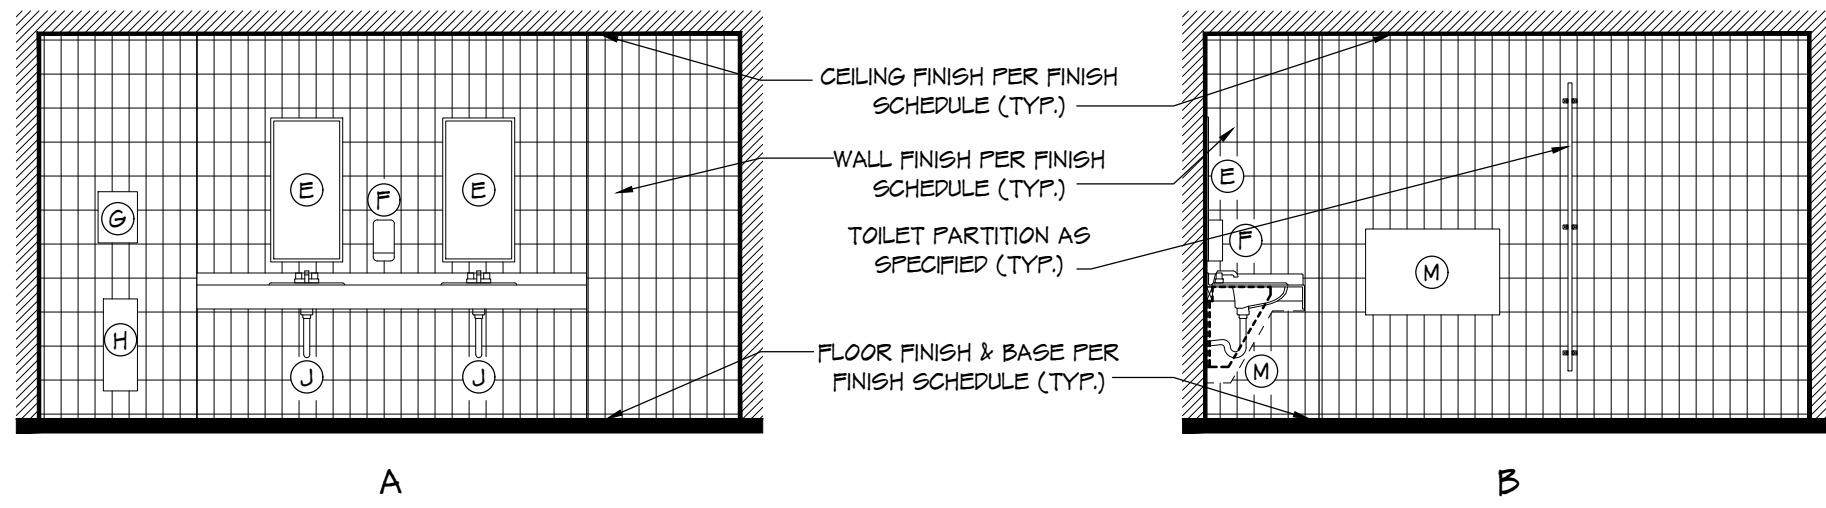 CEILING FINISH PER FINISH
SCHEDULE (TYP.)
WALL FINISH PER FINISH
SCHEDULE (TYP.)
TOILET PARTITION AS
SPECIFIED (TYP.)
FLOOR FINISH & BASE PER
FINISH SCHEDULE (TYP.)
E
F
E
G
H
J
J
A
E
F
M
M
B